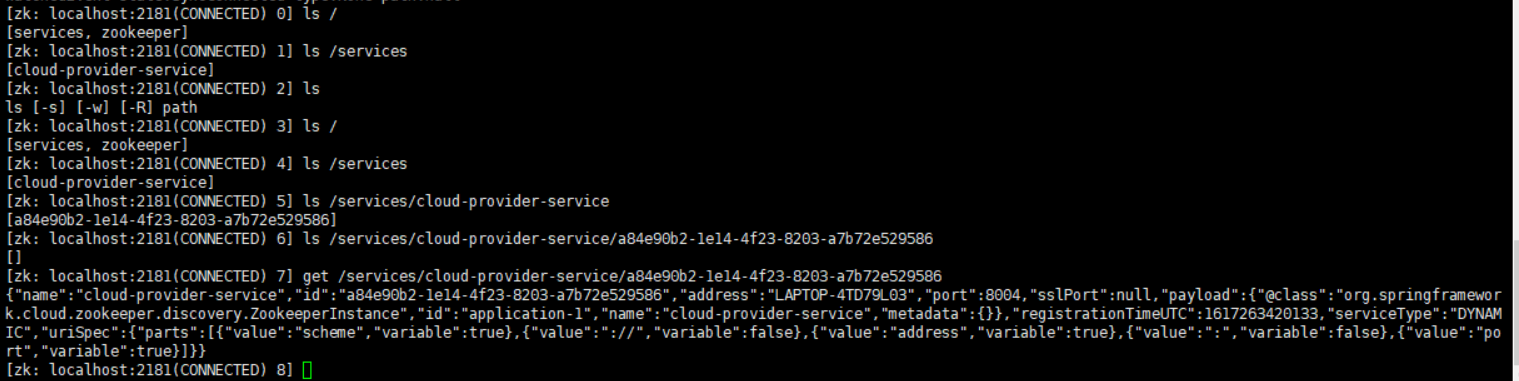 [zk: localhost:2181(CONNECTED) 0] ls /
[services, zookeeper]
[zk: localhost:2181(CONNECTED) 1] ls /services
[cloud-provider-service]
[zk: localhost:2181(CONNECTED) 2] ls
ls [-s] [-w] [-R] path
[zk: localhost:2181(CONNECTED) 3] ls /
[services, zookeeper]
[zk: localhost:2181(CONNECTED) 4] ls /services
[cloud-provider-service]
[zk: localhost:2181(CONNECTED) 5] ls /services/cloud-provider-service
[a84e90b2-1e14-4f23-8203-a7b72e529586]
[zk: localhost:2181(CONNECTED) 6] ls /services/cloud-provider-service/a84e90b2-1e14-4f23-8203-a7b72e529586
[]
[zk: localhost:2181(CONNECTED) 7] get /services/cloud-provider-service/a84e90b2-1e14-4f23-8203-a7b72e529586
{"name":"cloud-provider-service","id":"a84e90b2-1e14-4f23-8203-a7b72e529586","address":"LAPTOP-4TD79L03","port":8004,"sslPort":null,"payload":{"@class":"org.springframewor
k.cloud.zookeeper.discovery.ZookeeperInstance","id":"application-1","name":"cloud-provider-service","metadata":{}},"registrationTimeUTC":1617263420133,"serviceType":"DYNAM
IC","uriSpec":{"parts":[{"value":"scheme","variable":true},{"value":"://","variable":false},{"value":"address","variable":true},{"value":":","variable":false},{"value":"po
rt","variable":true}]}}
[zk: localhost:2181(CONNECTED) 8]